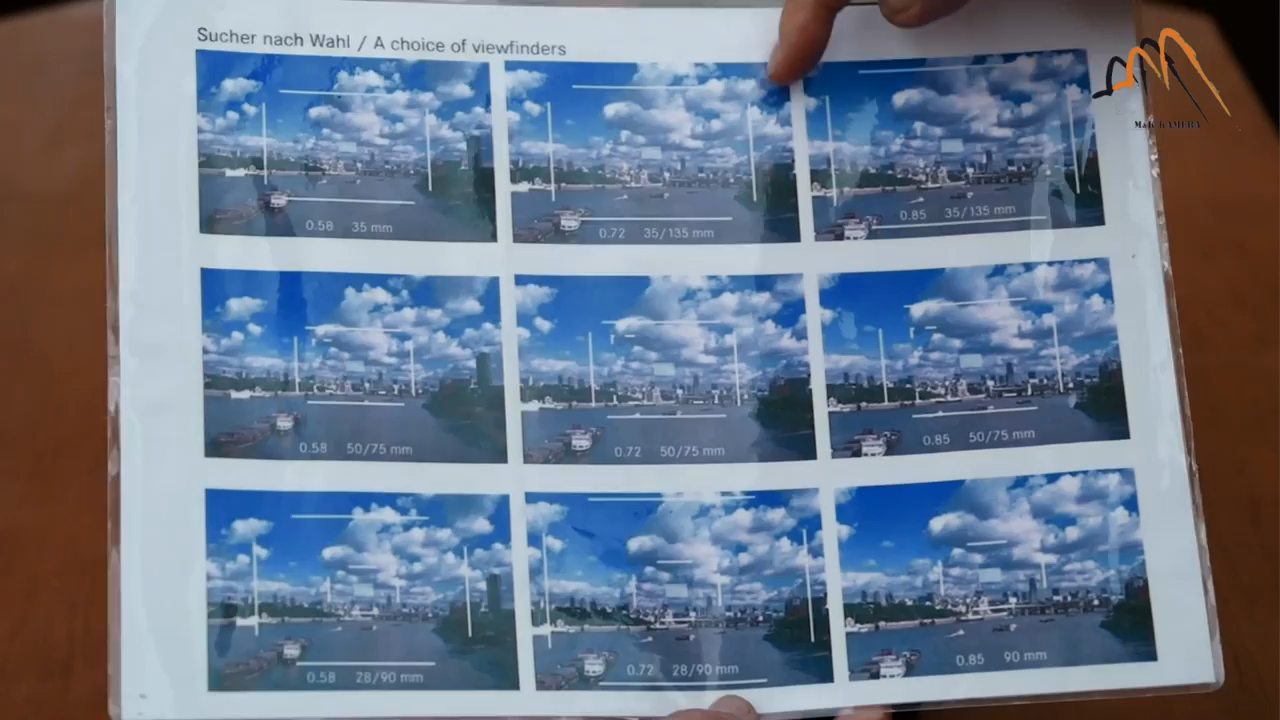 Sucher nach Wahl / A choice of viewfinders
0.58 35 mm
0.72 35/135 mm
0.85 35/135 mm
0.58 50/75 mm
0.72 50/75 mm
0.85 50/75 mm
0.58 28/90 mm
0.72 28/90 mm
0.85 90 mm